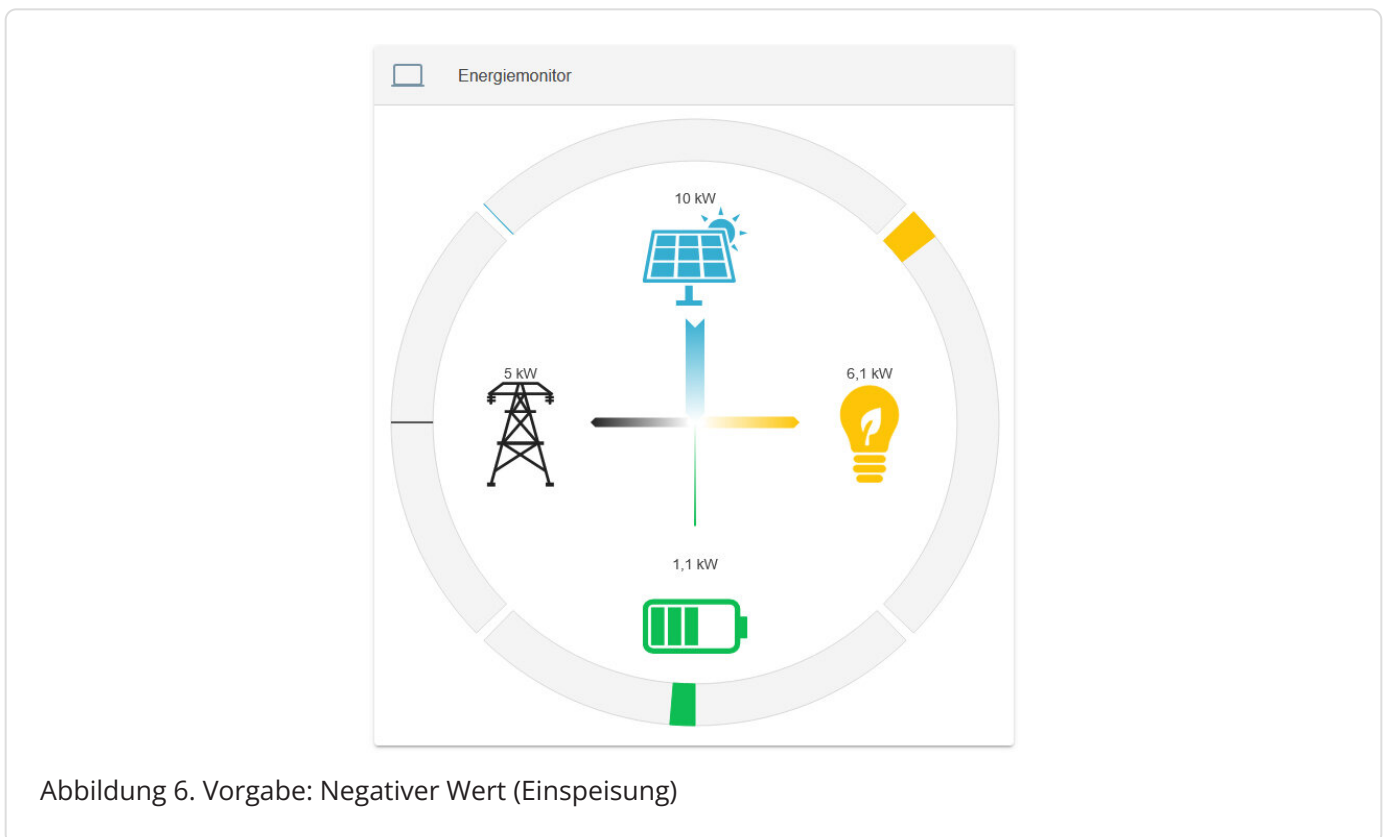 Energiemonitor
10 kW
5 kW
6,1 kW
1,1 kW
Abbildung 6. Vorgabe: Negativer Wert (Einspeisung)